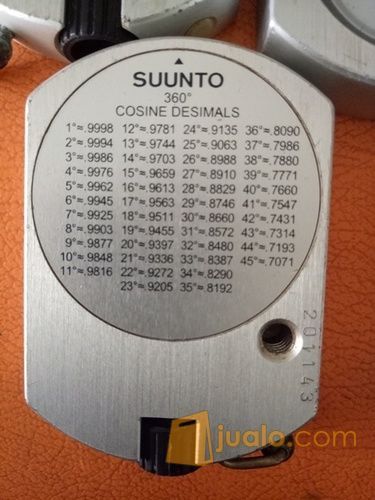 SUUNTO
360°
COSINE DESIMALS
1°≈.9998 12°≈.9781 24°≈.9135 36°≈.8090
2°≈.9994 13°≈.9744 25°≈.9063 37°≈.7986
3°≈.9986 14°≈.9703 26°≈.8988 38°≈.7880
4°≈.9976 15°≈.9659 27°≈.8910 39°≈.7771
5°≈.9962 16°≈.9613 28°≈.8829 40°≈.7660
6°≈.9945 17°≈.9563 29°≈.8746 41°≈.7547
7°≈.9925 18°≈.9511 30°≈.8660 42°≈.7431
8°≈.9903 19°≈.9455 31°≈.8572 43°≈.7314
9°≈.9877 20°≈.9397 32°≈.8480 44°≈.7193
10°≈.9848 21°≈.9336 33°≈.8387 45°≈.7071
11°≈.9816 22°≈.9272 34°≈.8290
23°≈.9205 35°≈.8192
201143
jualo.com